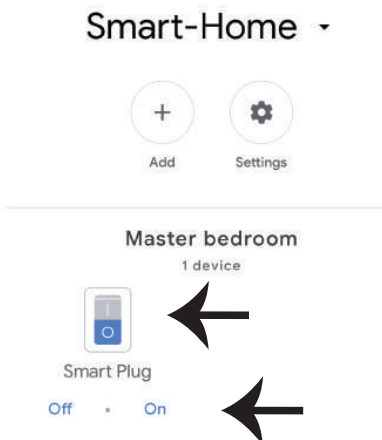 Smart-Home
Add Settings
Master bedroom
1 device
Smart Plug
Off • On